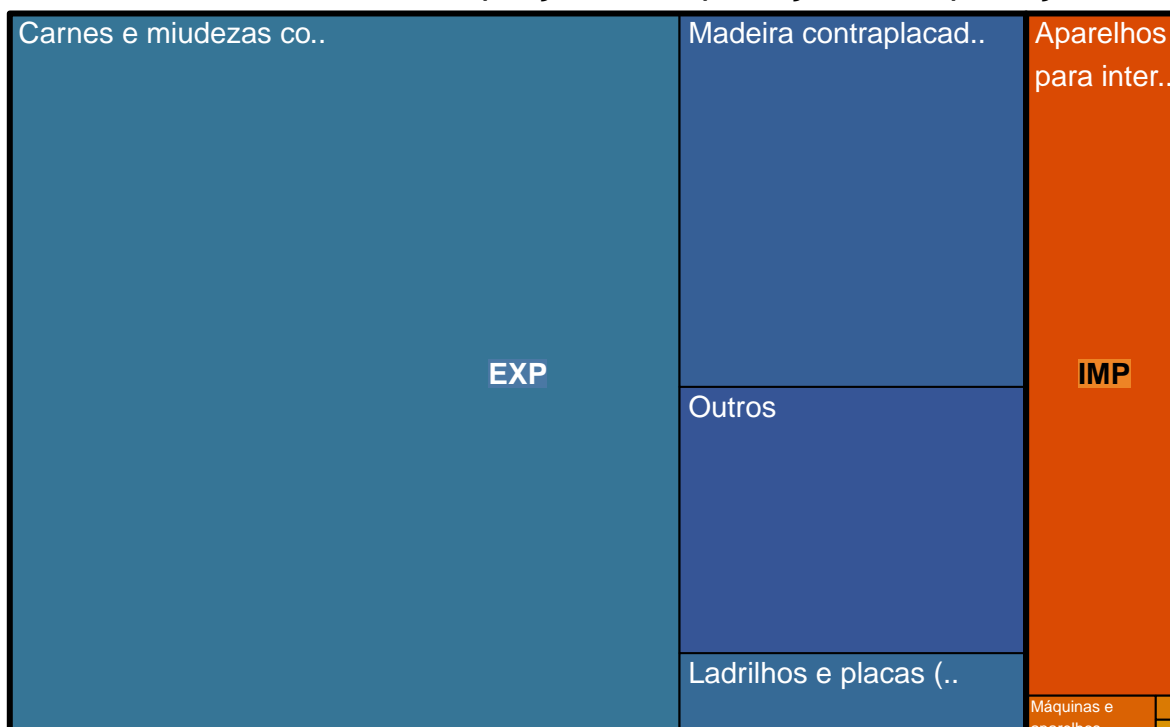 Carnes e miudezas co..
Madeira contraplacad..
Aparelhos
para inter..
EXP
IMP
Outros
Ladrilhos e placas (..
Máquinas e